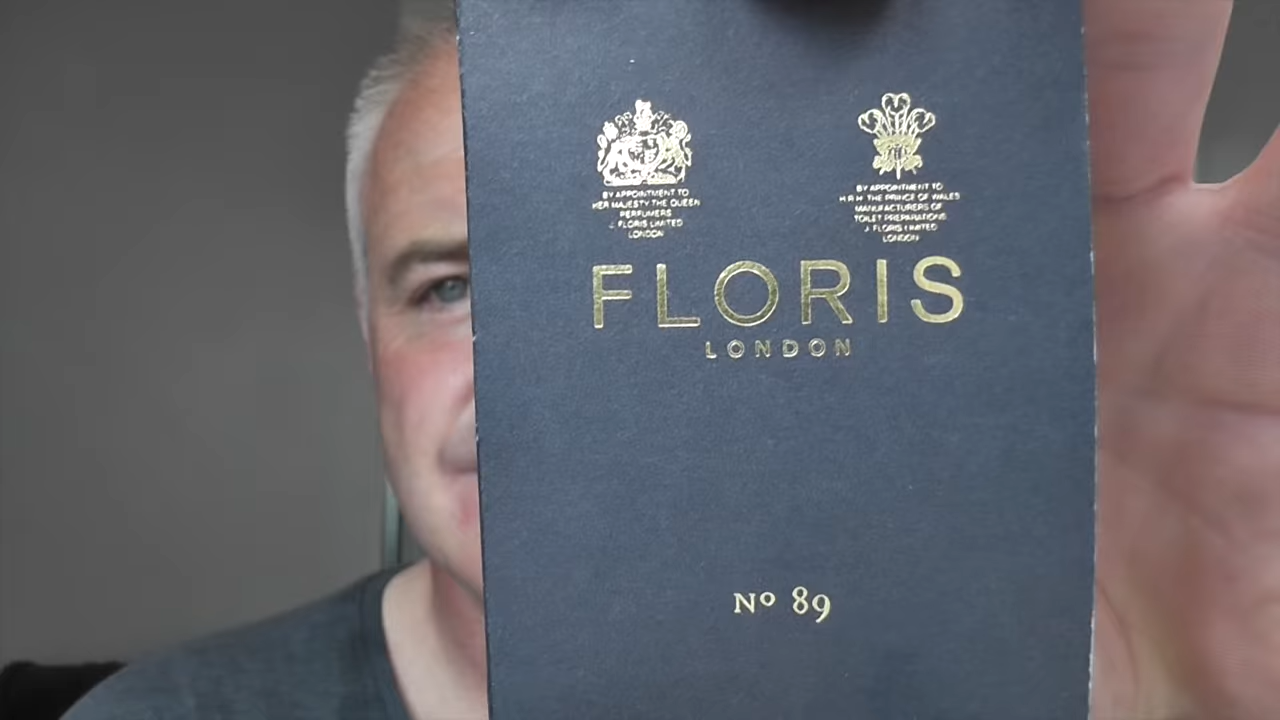 BY APPOINTMENT TO
HER MAJESTY THE QUEEN
PERFUMERS
J. FLORIS LIMITED
LONDON
BY APPOINTMENT TO
H.R.H. THE PRINCE OF WALES
MANUFACTURERS OF
TOILET PREPARATIONS
J. FLORIS LIMITED
LONDON
FLORIS
LONDON
Nº 89